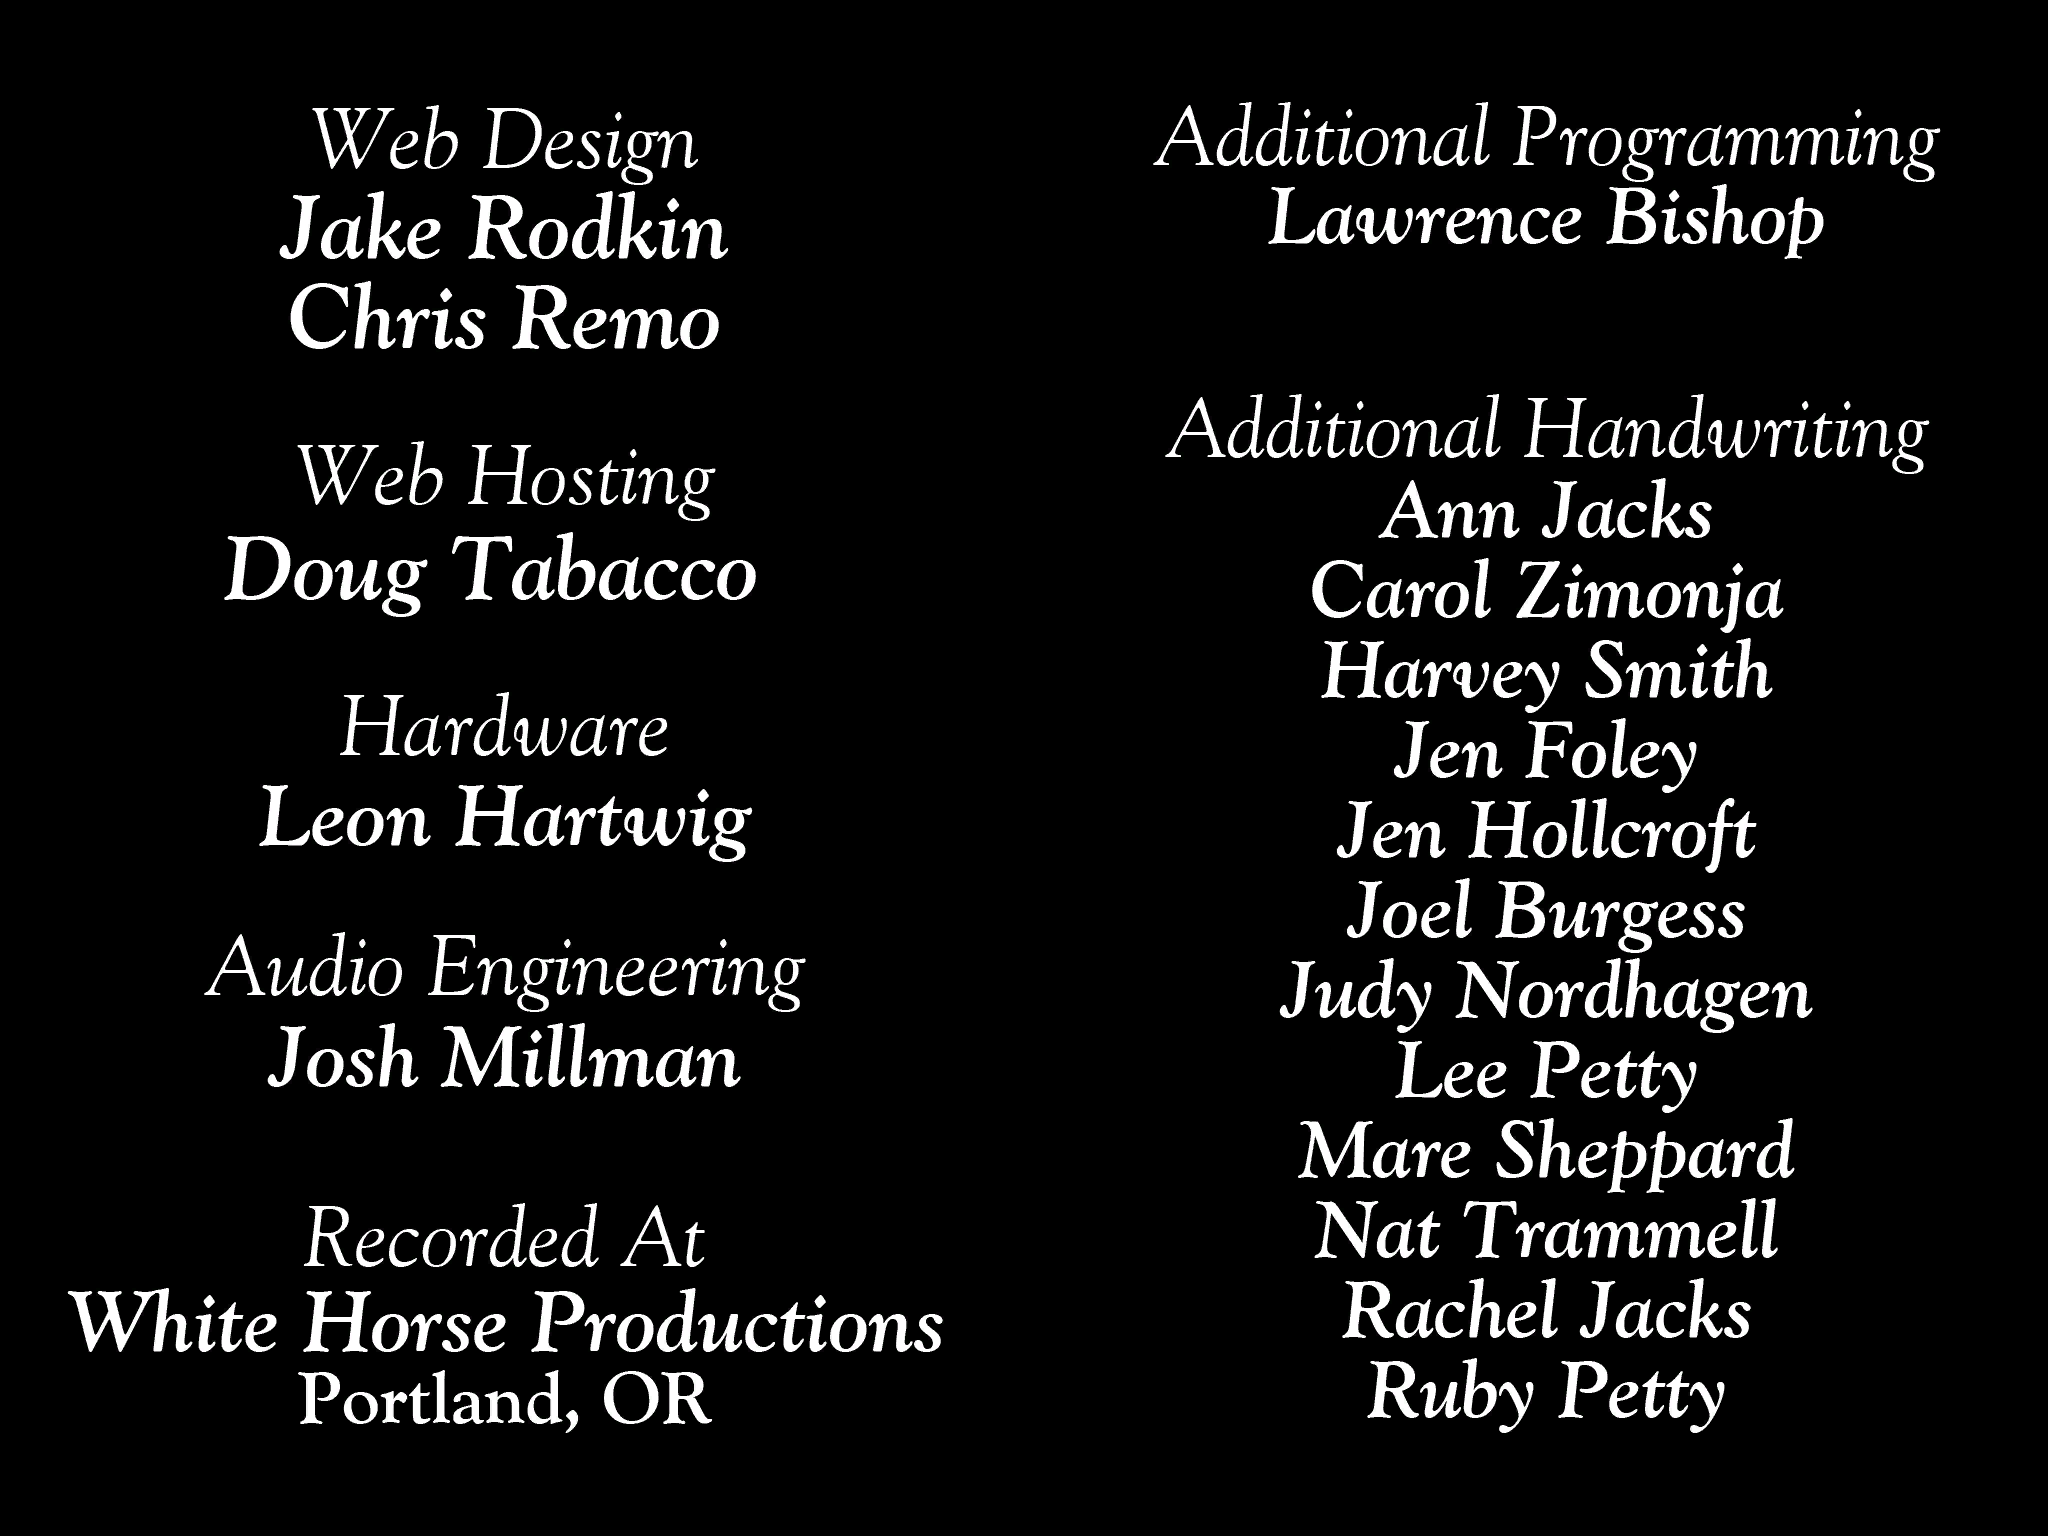 Web Design
Jake Rodkin
Chris Remo
Web Hosting
Doug Tabacco
Hardware
Leon Hartwig
Audio Engineering
Josh Millman
Recorded At
White Horse Productions
Portland, OR
Additional Programming
Lawrence Bishop
Additional Handwriting
Ann Jacks
Carol Zimonja
Harvey Smith
Jen Foley
Jen Hollcroft
Joel Burgess
Judy Nordhagen
Lee Petty
Mare Sheppard
Nat Trammell
Rachel Jacks
Ruby Petty